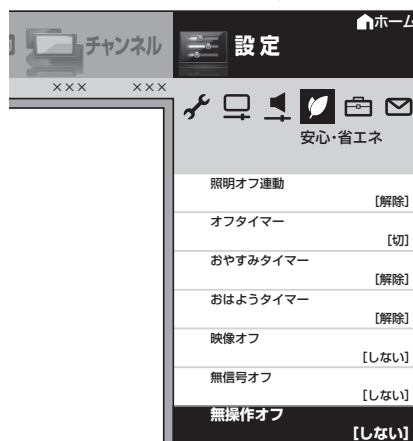 チャンネル
設定
ホーム
××× ×××
安心・省エネ
照明オフ連動
[解除]
オフタイマー
[切]
おやすみタイマー
[解除]
おはようタイマー
[解除]
映像オフ
[しない]
無信号オフ
[しない]
無操作オフ
[しない]